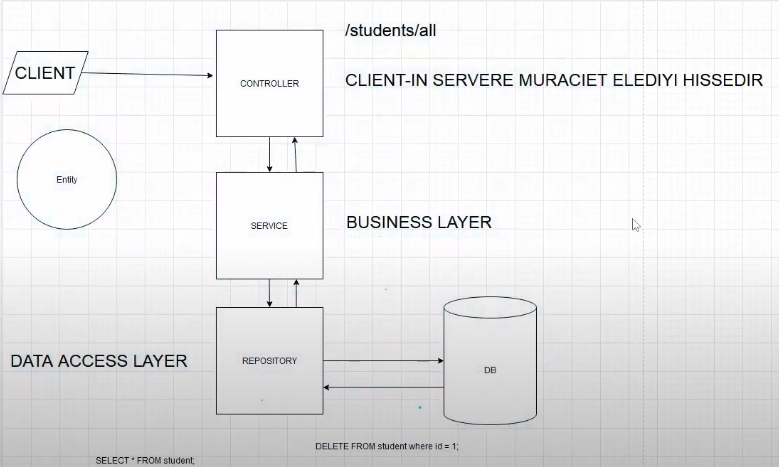 /students/all
CLIENT
CONTROLLER
CLIENT-IN SERVERE MURACIET ELEDIYI HISSEDIR
Entity
SERVICE
BUSINESS LAYER
DATA ACCESS LAYER
REPOSITORY
DB
DELETE FROM student where id = 1;
SELECT * FROM student;